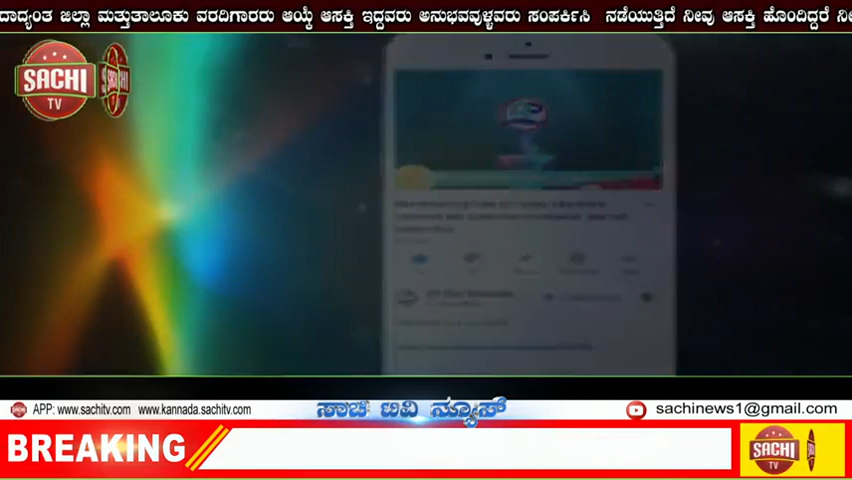 ದಾದ್ಯಂತ ಜಿಲ್ಲಾ ಮತ್ತುತಾಲೂಕು ವರದಿಗಾರರು ಆಯ್ಕೆ ಆಸಕ್ತಿ ಇದ್ದವರು ಅನುಭವವುಳ್ಳವರು ಸಂಪರ್ಕಿಸಿ ನಡೆಯುತ್ತಿದೆ ನೀವು ಆಸಕ್ತಿ ಹೊಂದಿದ್ದರೆ ನೀ
SACHI
TV
APP: www.sachitv.com www.kannada.sachitv.com
ಸಾಚಿ ಟಿವಿ ನ್ಯೂಸ್
sachinews1@gmail.com
BREAKING
SACHI
TV